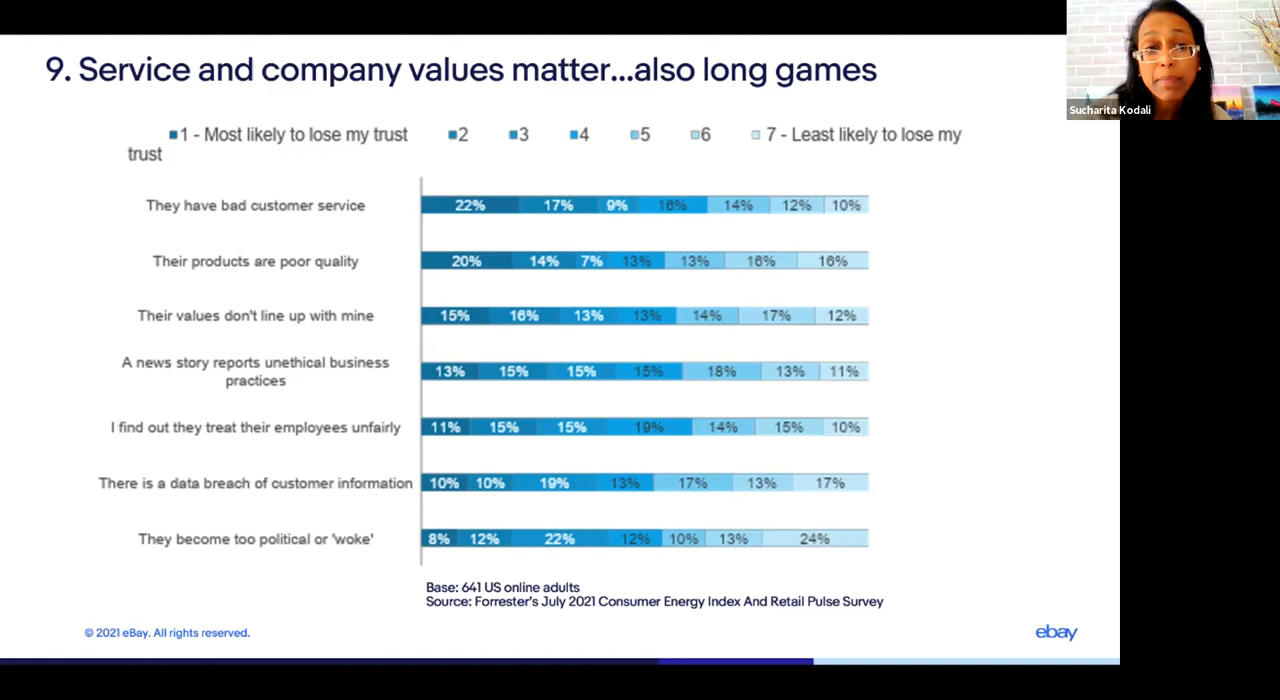 9. Service and company values matter...also long games
Sucharita Kodali
1 - Most likely to lose my trust 2 3 4 5 6 7 - Least likely to lose my
trust
They have bad customer service 22% 17% 9% 16% 14% 12% 10%
Their products are poor quality 20% 14% 7% 13% 13% 16% 16%
Their values don't line up with mine 15% 16% 13% 13% 14% 17% 12%
A news story reports unethical business
practices
13% 15% 15% 15% 18% 13% 11%
I find out they treat their employees unfairly 11% 15% 15% 19% 14% 15% 10%
There is a data breach of customer information 10% 10% 19% 13% 17% 13% 17%
They become too political or 'woke' 8% 12% 22% 12% 10% 13% 24%
Base: 641 US online adults
Source: Forrester's July 2021 Consumer Energy Index And Retail Pulse Survey
© 2021 eBay. All rights reserved.
ebay